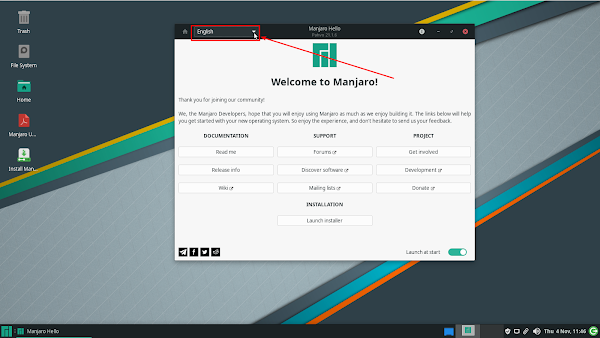 Trash
File System
Home
Manjaro U...
Install Man...
English
Manjaro Hello
Welcome to Manjaro!
Thank you for joining our community!
We, the Manjaro Developers, hope that you will enjoy using Manjaro as much as we enjoy building it. The links below will
help you get started with your new operating system. So enjoy the experience, and don't hesitate to send us your feedback.
DOCUMENTATION SUPPORT PROJECT
Read me Forums Get involved
Release info Discover software Development
Wiki Mailing lists Donate
INSTALLATION
Launch installer
Launch at start
Manjaro Hello
Thu 4 Nov, 11:46